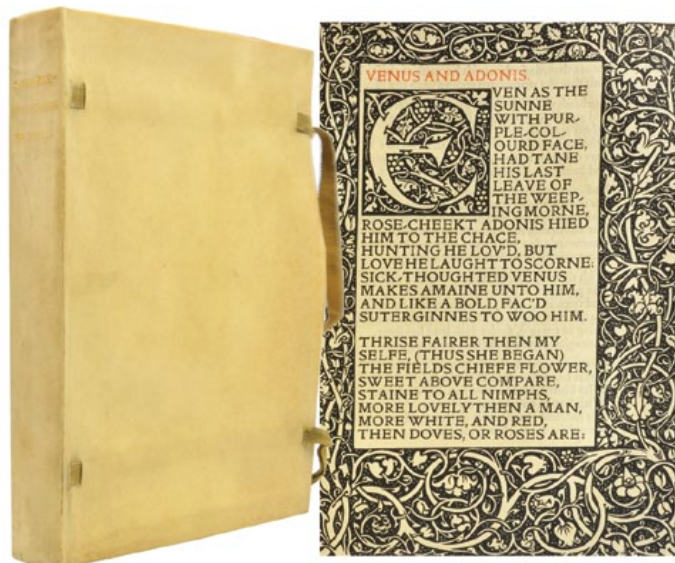 VENUS AND ADONIS.
EVEN AS THE
SUNNE
WITH PUR-
PLE-COL-
OURD FACE,
HAD TANE
HIS LAST
LEAVE OF
THE WEEP-
INGMORNE,
ROSE-CHEEKT ADONIS HIED
HIM TO THE CHACE,
HUNTING HE LOV'D, BUT
LOVE HE LAUGHT TO SCORNE:
SICK-THOUGHTED VENUS
MAKES AMAINE UNTO HIM,
AND LIKE A BOLD FAC'D
SUTER GINNES TO WOO HIM.
THRISE FAIRER THEN MY
SELFE, (THUS SHE BEGAN)
THE FIELDS CHIEFE FLOWER,
SWEET ABOVE COMPARE,
STAINE TO ALL NIMPHS,
MORE LOVELY THEN A MAN,
MORE WHITE, AND RED,
THEN DOVES, OR ROSES ARE: